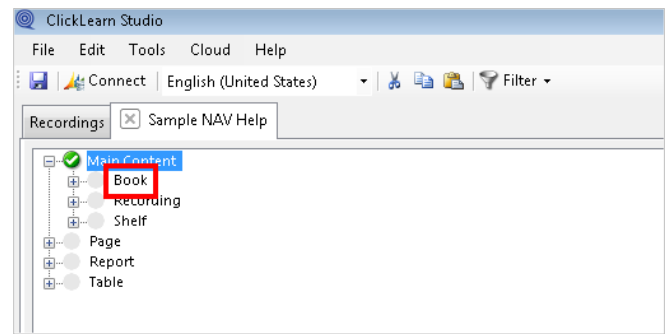 ClickLearn Studio
File Edit Tools Cloud Help
Connect English (United States) Filter
Recordings Sample NAV Help
Main Content
Book
Recording
Shelf
Page
Report
Table